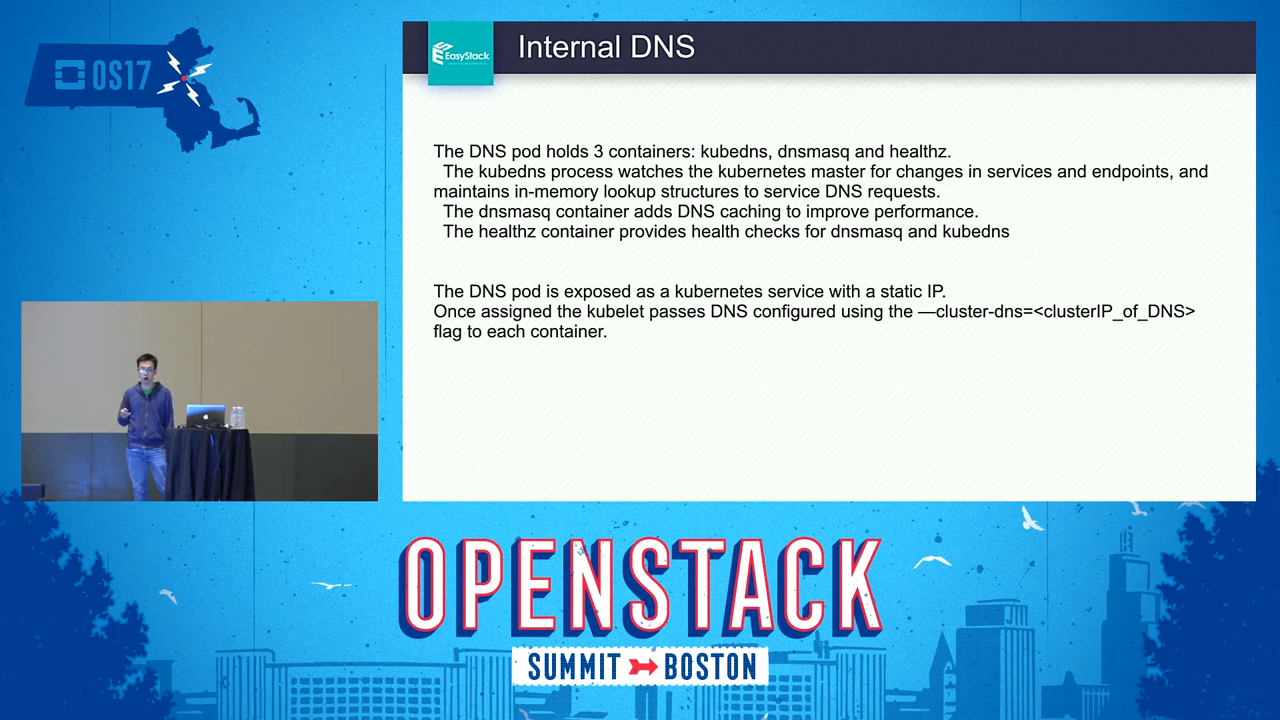 OS17
EasyStack
Internal DNS
The DNS pod holds 3 containers: kubedns, dnsmasq and healthz.
The kubedns process watches the kubernetes master for changes in services and endpoints, and
maintains in-memory lookup structures to service DNS requests.
The dnsmasq container adds DNS caching to improve performance.
The healthz container provides health checks for dnsmasq and kubedns
The DNS pod is exposed as a kubernetes service with a static IP.
Once assigned the kubelet passes DNS configured using the —cluster-dns=<clusterIP_of_DNS>
flag to each container.
OPENSTACK
SUMMIT BOSTON